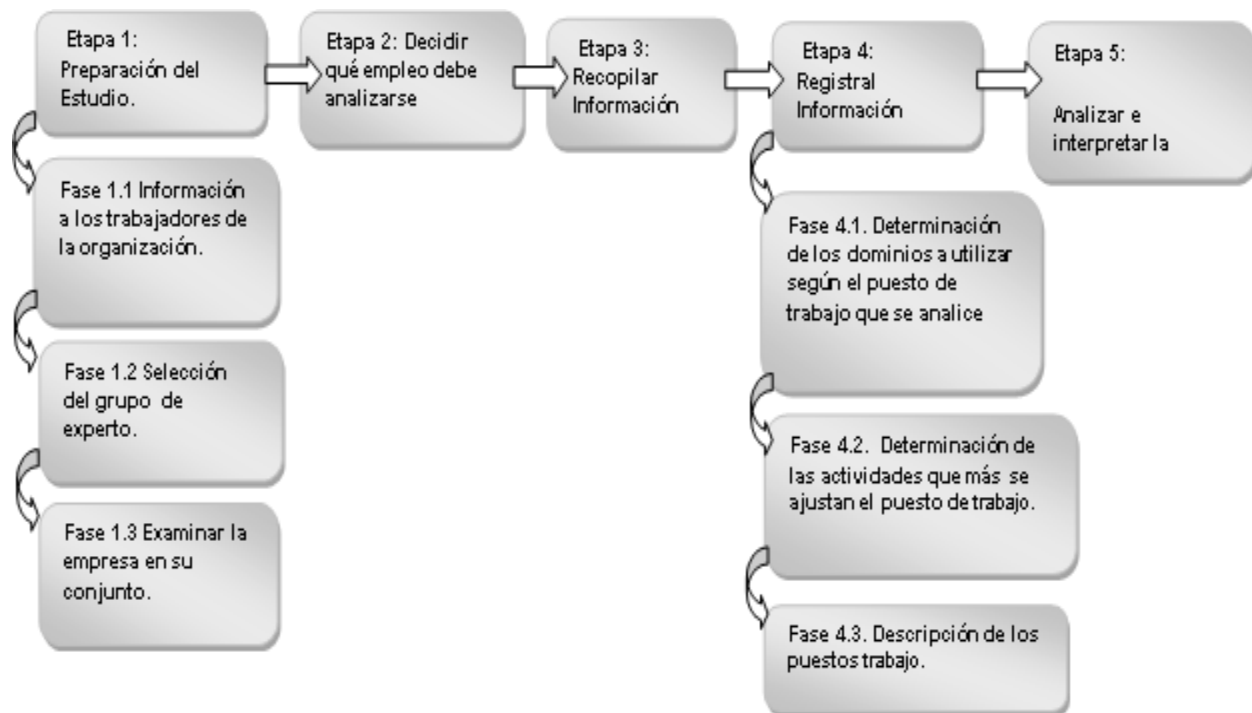 Etapa 1:
Preparación del
Estudio.
Etapa 2: Decidir
qué empleo debe
analizarse
Etapa 3:
Recopilar
Información
Etapa 4:
Registral
Información
Etapa 5:
Analizar e
interpretar la
Fase 1.1 Información
a los trabajadores de
la organización.
Fase 1.2 Selección
del grupo de
experto.
Fase 1.3 Examinar la
empresa en su
conjunto.
Fase 4.1. Determinación
de los dominios a utilizar
según el puesto de
trabajo que se analice
Fase 4.2. Determinación de
las actividades que más se
ajustan el puesto de trabajo.
Fase 4.3. Descripción de los
puestos trabajo.